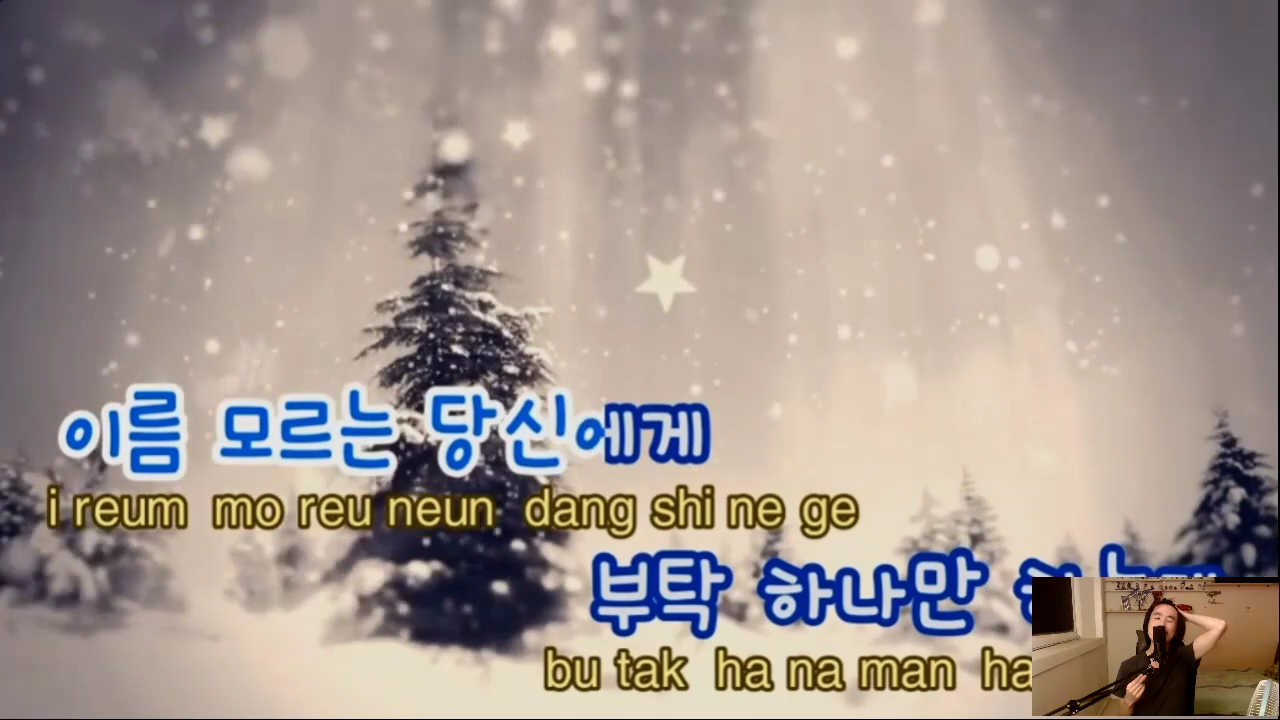 이름 모르는 당신에게
i reum mo reu neun dang shi ne ge
부탁 하나만
bu tak ha na man ha